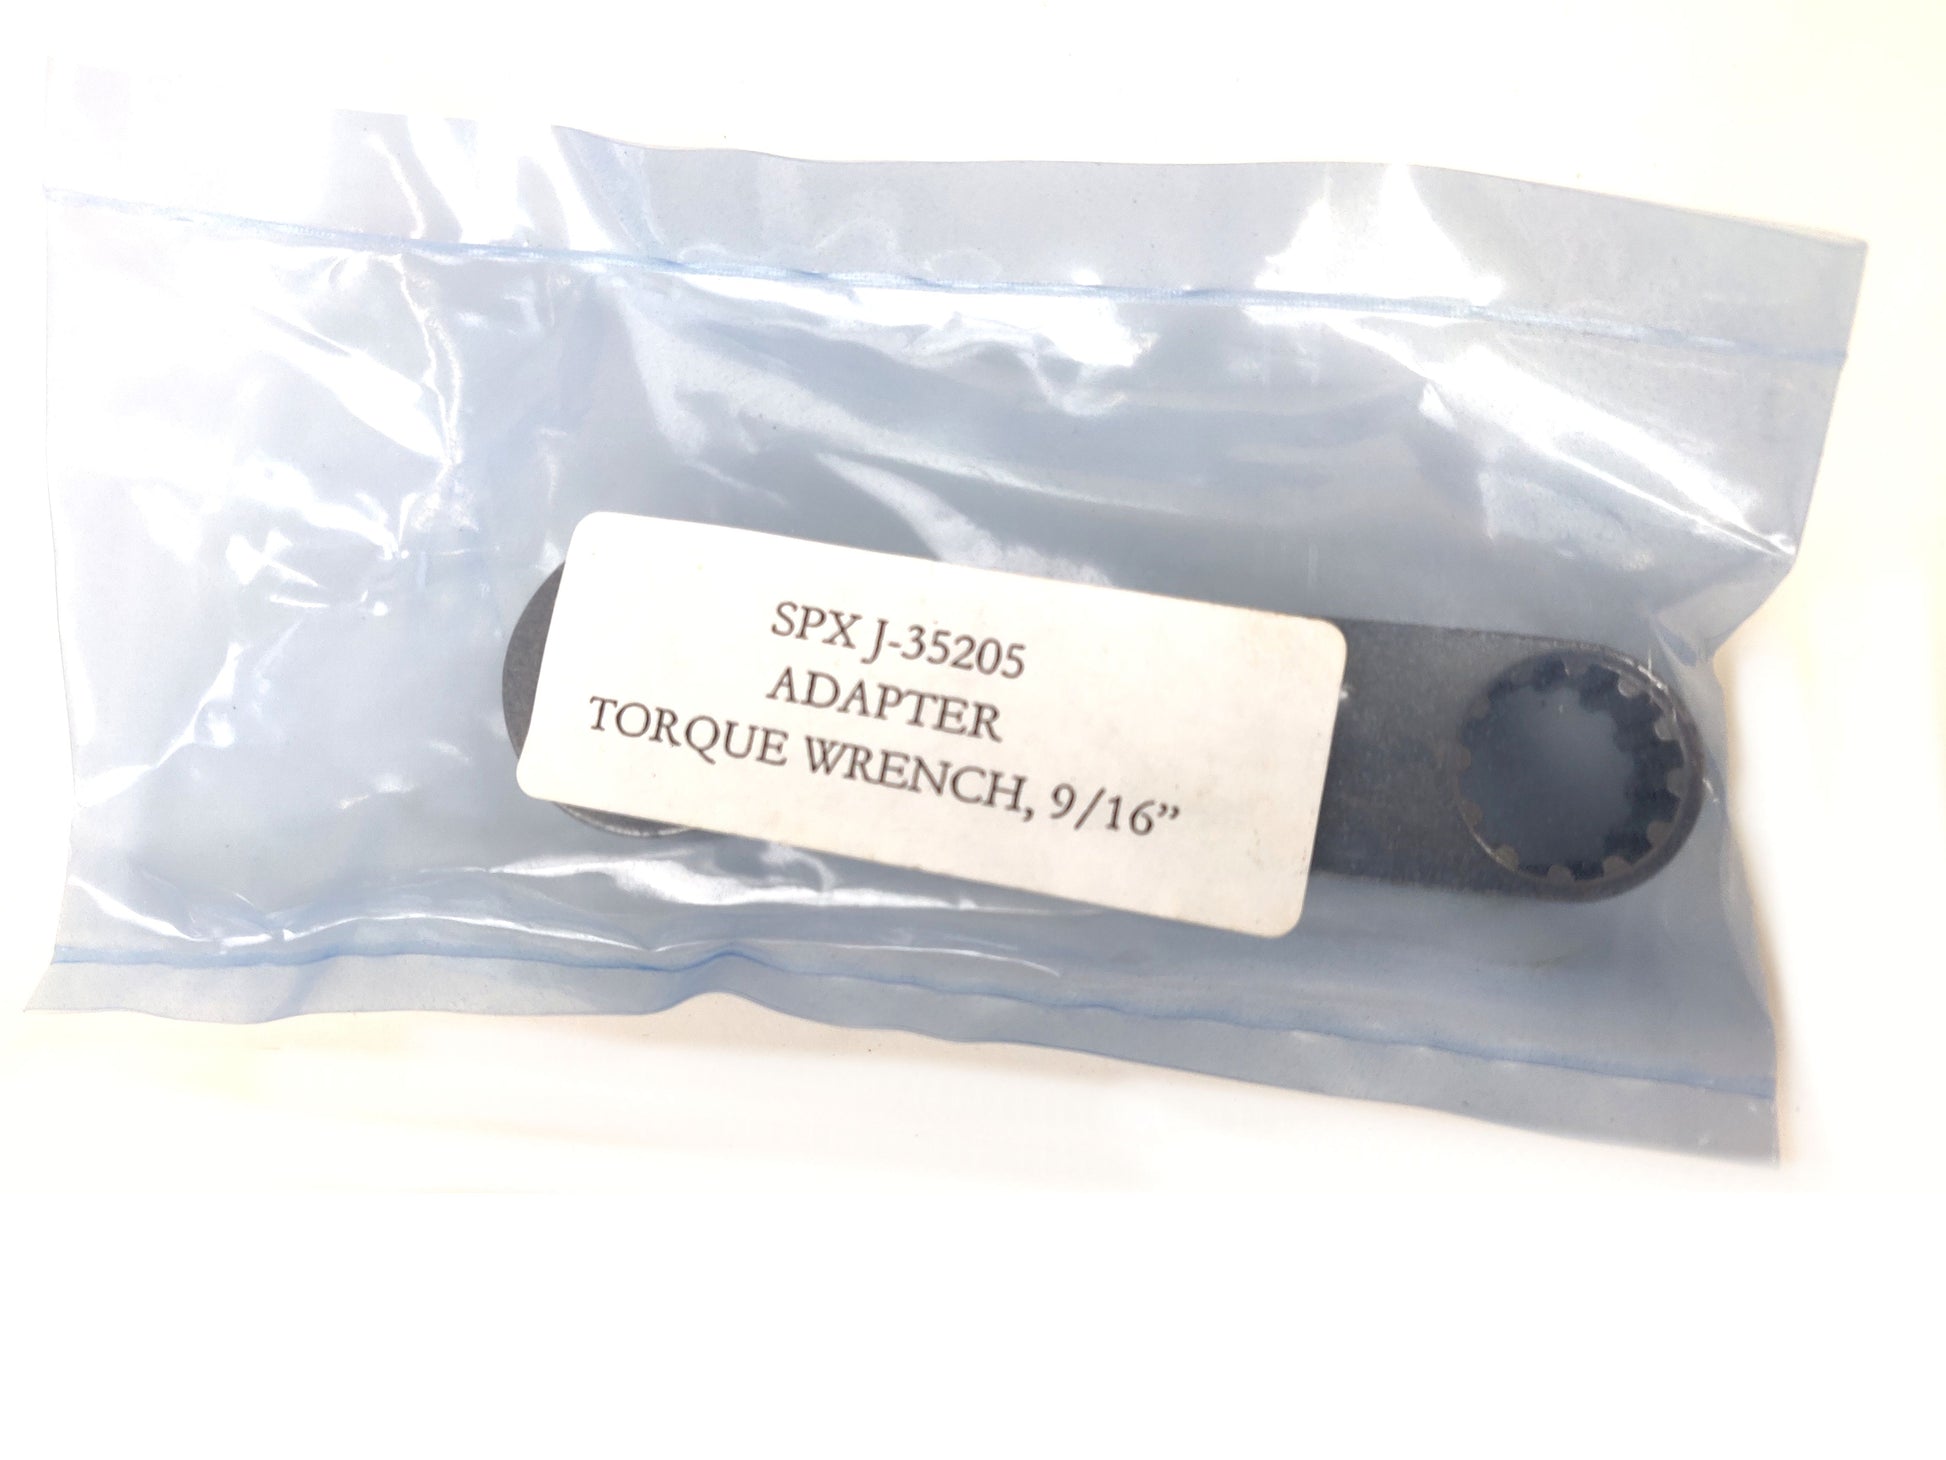 SPX J-35205
ADAPTER
TORQUE WRENCH, 9/16”